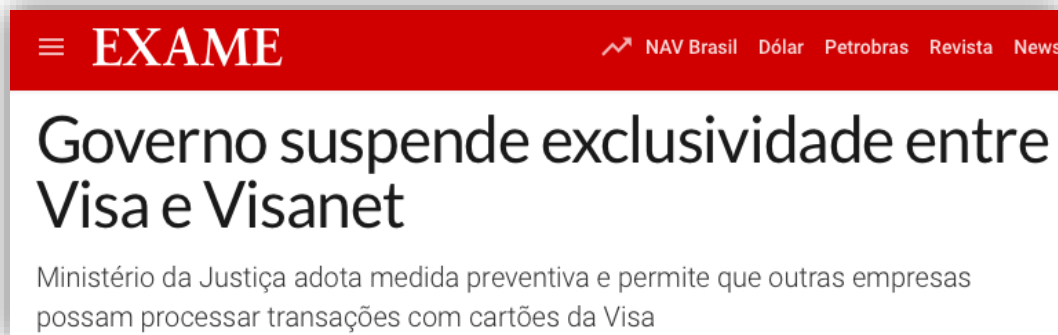 EXAME NAV Brasil Dólar Petrobras Revista News
Governo suspende exclusividade entre
Visa e Visanet
Ministério da Justiça adota medida preventiva e permite que outras empresas
possam processar transações com cartões da Visa